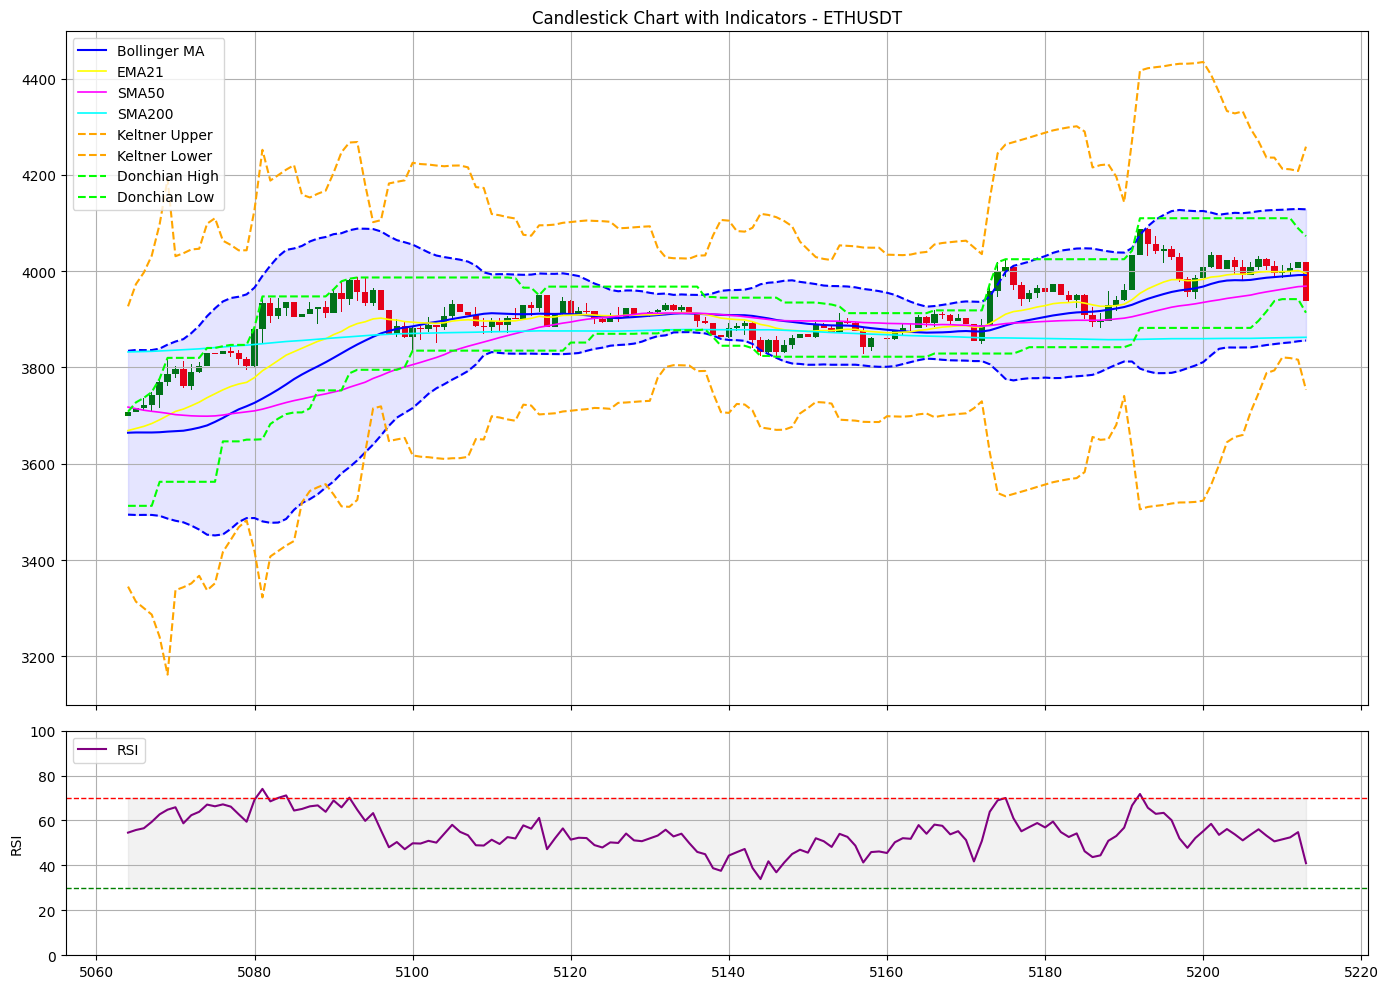 Candlestick Chart with Indicators - ETHUSDT
Bollinger MA
EMA21
SMA50
SMA200
Keltner Upper
Keltner Lower
Donchian High
Donchian Low
4400
4200
4000
3800
3600
3400
3200
RSI
100
80
60
40
20
0
RSI
5060
5080
5100
5120
5140
5160
5180
5200
5220